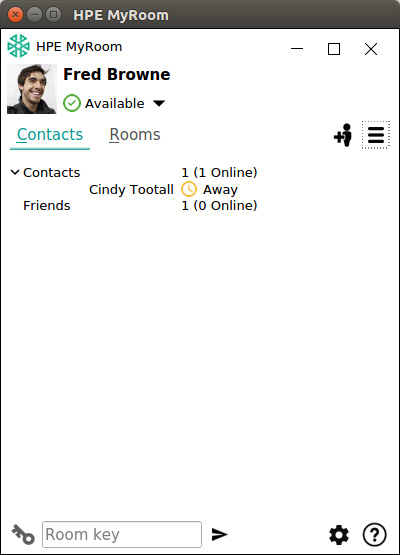 HPE MyRoom
HPE MyRoom
Fred Browne
Available
Contacts Rooms
Contacts 1 (1 Online)
Cindy Tootall Away
Friends 1 (0 Online)
Room key